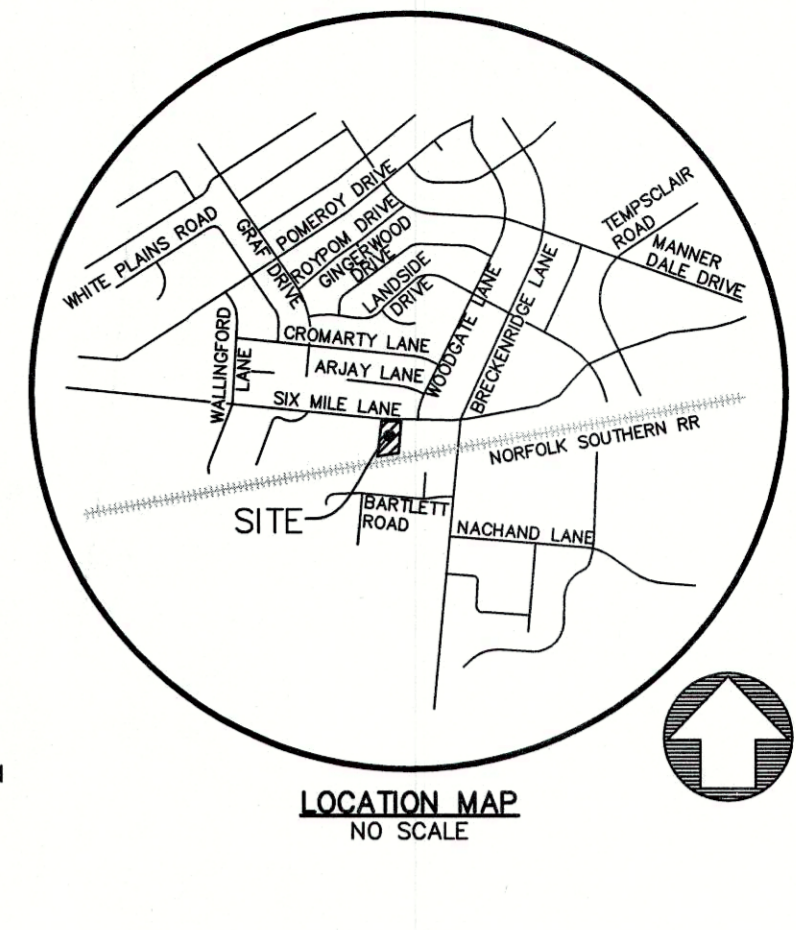 TEMPSCLAIR
ROAD
MANNER
DALE DRIVE
POMEROY DRIVE
WHITE PLAINS ROAD
GRAF DRIVE
ROYPOM DRIVE
GINGERWOOD
DRIVE
LANDSIDE
DRIVE
WOODGATE LANE
BRECKENRIDGE LANE
CROMARTY LANE
WALLINGFORD
LANE
ARJAY LANE
SIX MILE LANE
NORFOLK SOUTHERN RR
SITE
BARTLETT
ROAD
NACHAND LANE
LOCATION MAP
NO SCALE